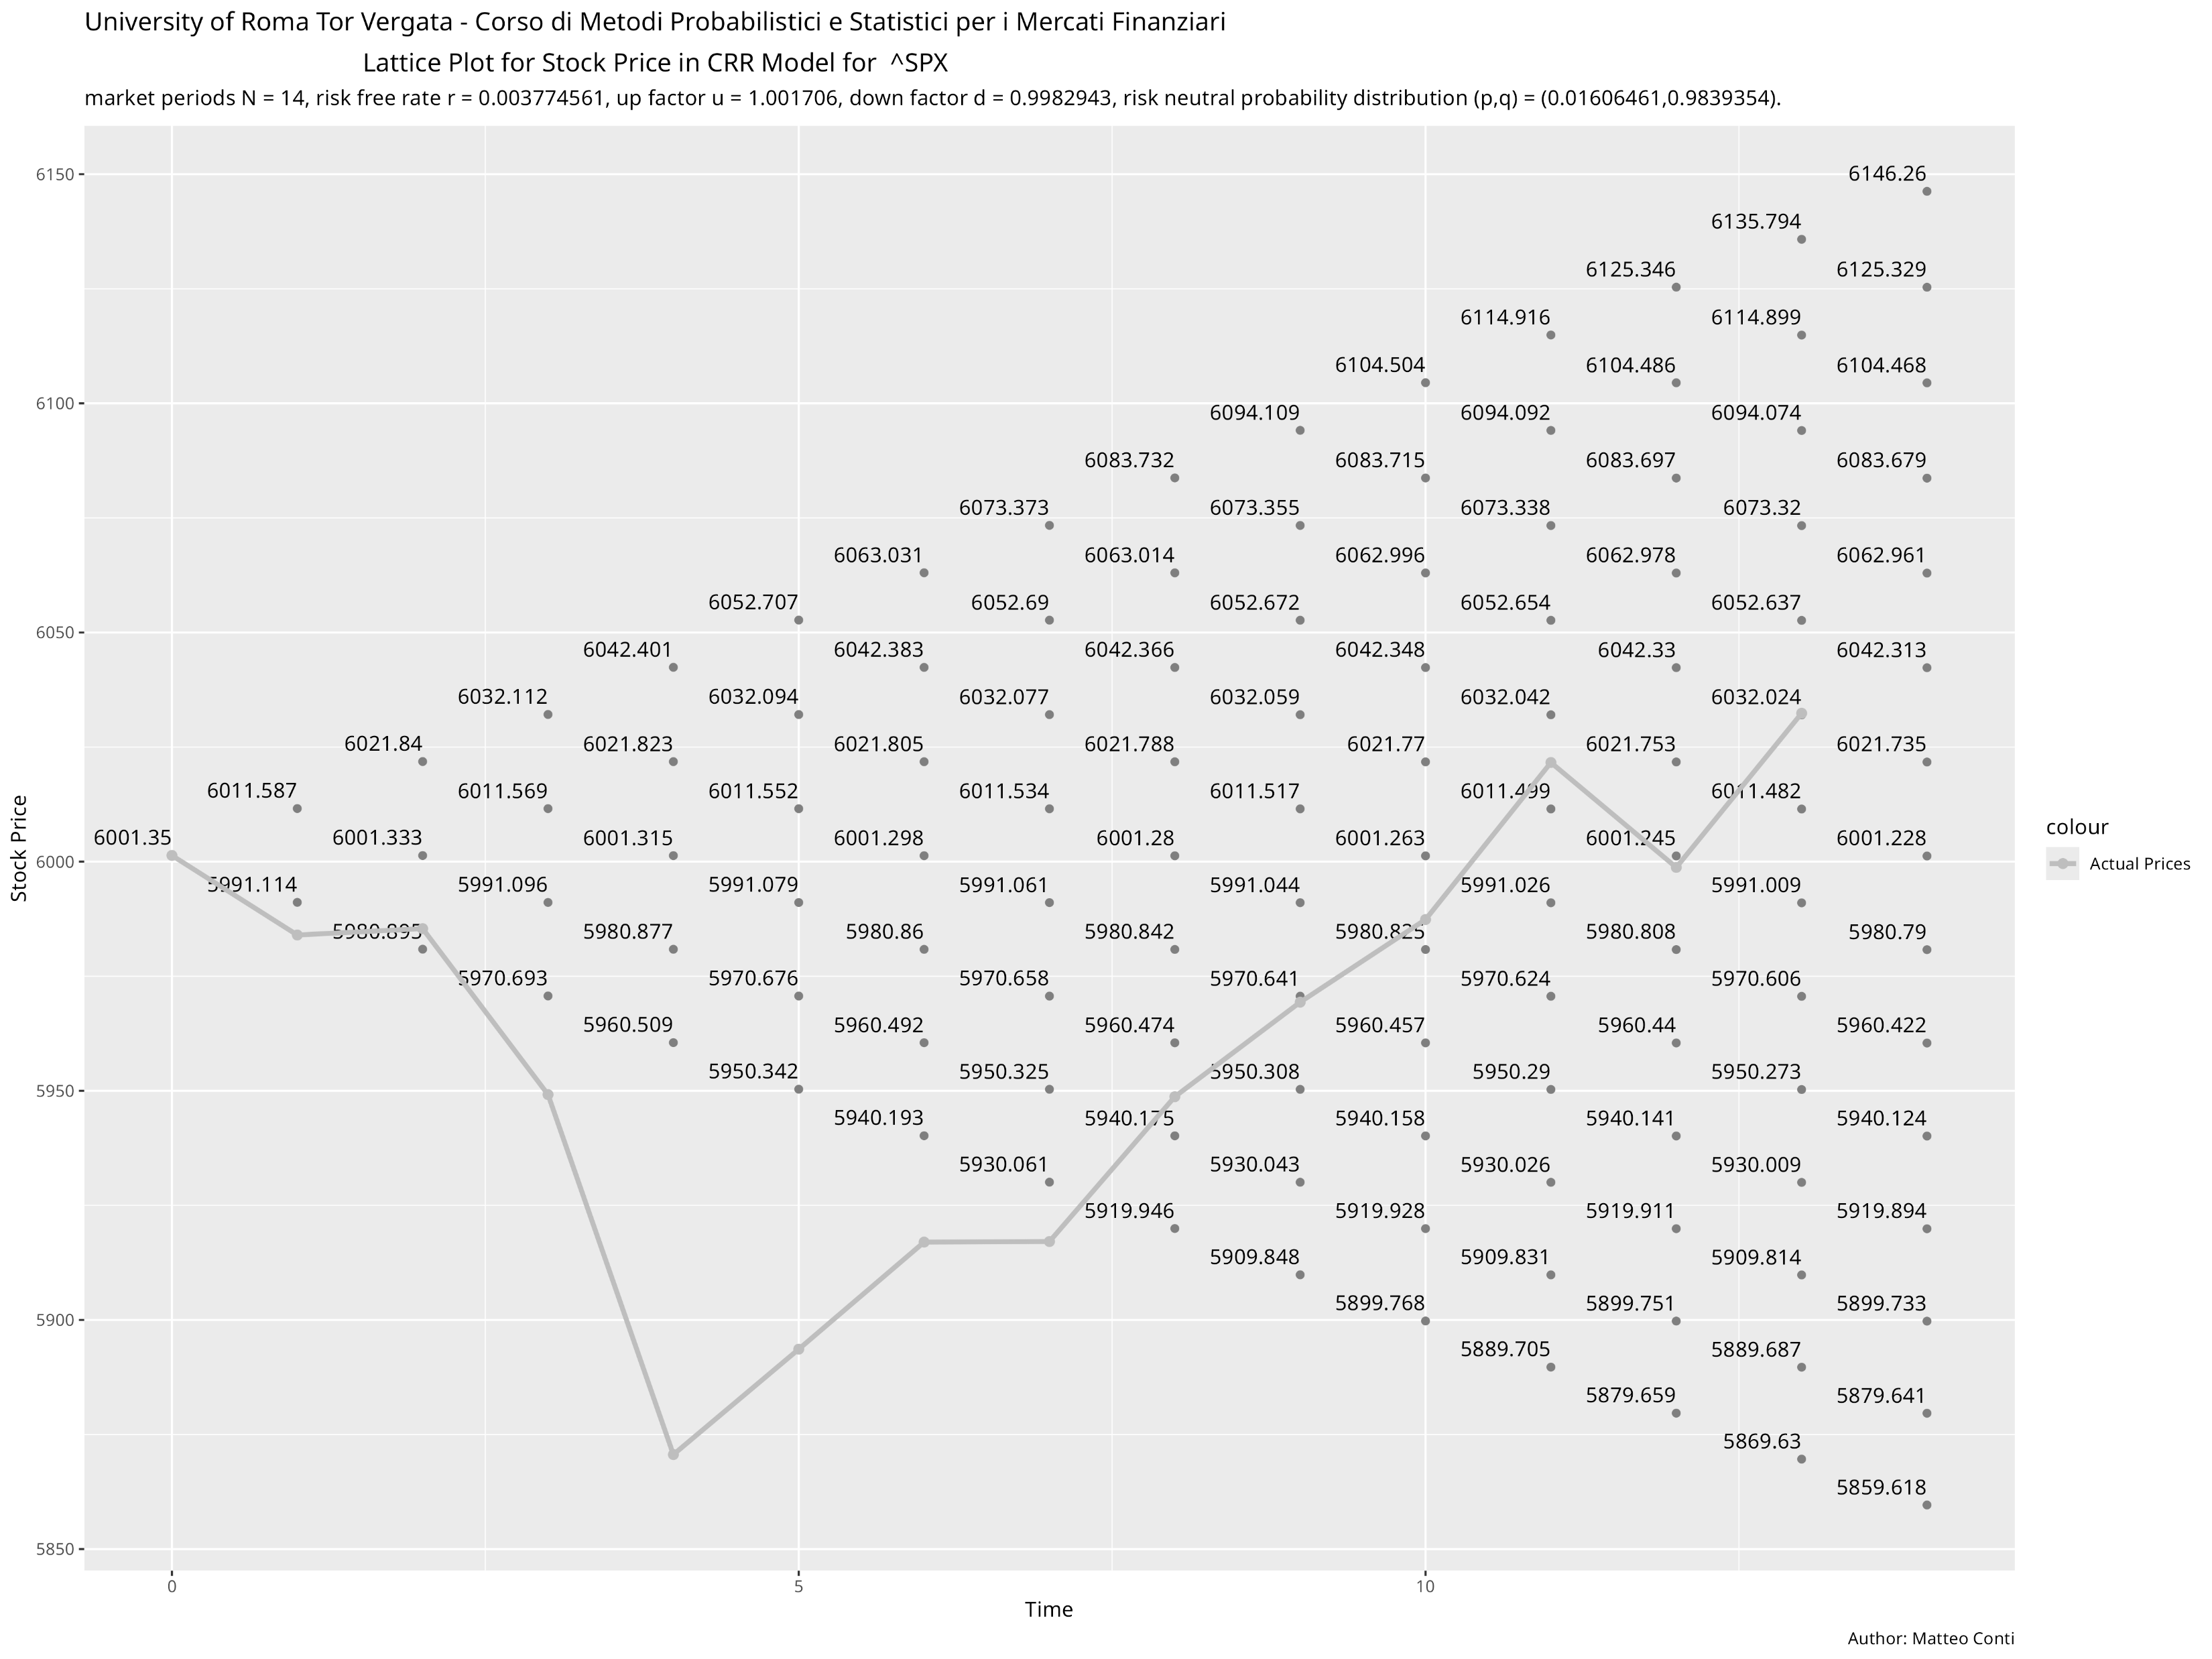 University of Roma Tor Vergata - Corso di Metodi Probabilistici e Statistici per i Mercati Finanziari
Lattice Plot for Stock Price in CRR Model for ^SPX
market periods N = 14, risk free rate r = 0.003774561, up factor u = 1.001706, down factor d = 0.9982943, risk neutral probability distribution (p,q) = (0.01606461,0.9839354).
6150
6146.26
6135.794
6125.346 6125.329
6114.916 6114.899
6104.504 6104.486 6104.468
6100
6094.109 6094.092 6094.074
6083.732 6083.715 6083.697 6083.679
6073.373 6073.355 6073.338 6073.32
6063.031 6063.014 6062.996 6062.978 6062.961
6052.707 6052.69 6052.672 6052.654 6052.637
6050
6042.401 6042.383 6042.366 6042.348 6042.33 6042.313
6032.112 6032.094 6032.077 6032.059 6032.042 6032.024
6021.84 6021.823 6021.805 6021.788 6021.77 6021.753 6021.735
6011.587 6011.569 6011.552 6011.534 6011.517 6011.499 6011.482
6001.35 6001.333 6001.315 6001.298 6001.28 6001.263 6001.245 6001.228
6000
5991.114 5991.096 5991.079 5991.061 5991.044 5991.026 5991.009
5980.895 5980.877 5980.86 5980.842 5980.825 5980.808 5980.79
5970.693 5970.676 5970.658 5970.641 5970.624 5970.606
5960.509 5960.492 5960.474 5960.457 5960.44 5960.422
5950.342 5950.325 5950.308 5950.29 5950.273
5950
5940.193 5940.175 5940.158 5940.141 5940.124
5930.061 5930.043 5930.026 5930.009
5919.946 5919.928 5919.911 5919.894
5909.848 5909.831 5909.814
5899.768 5899.751 5899.733
5900
5889.705 5889.687
5879.659 5879.641
5869.63
5859.618
5850
0 5 10
Time
Stock Price
colour
Actual Prices
Author: Matteo Conti